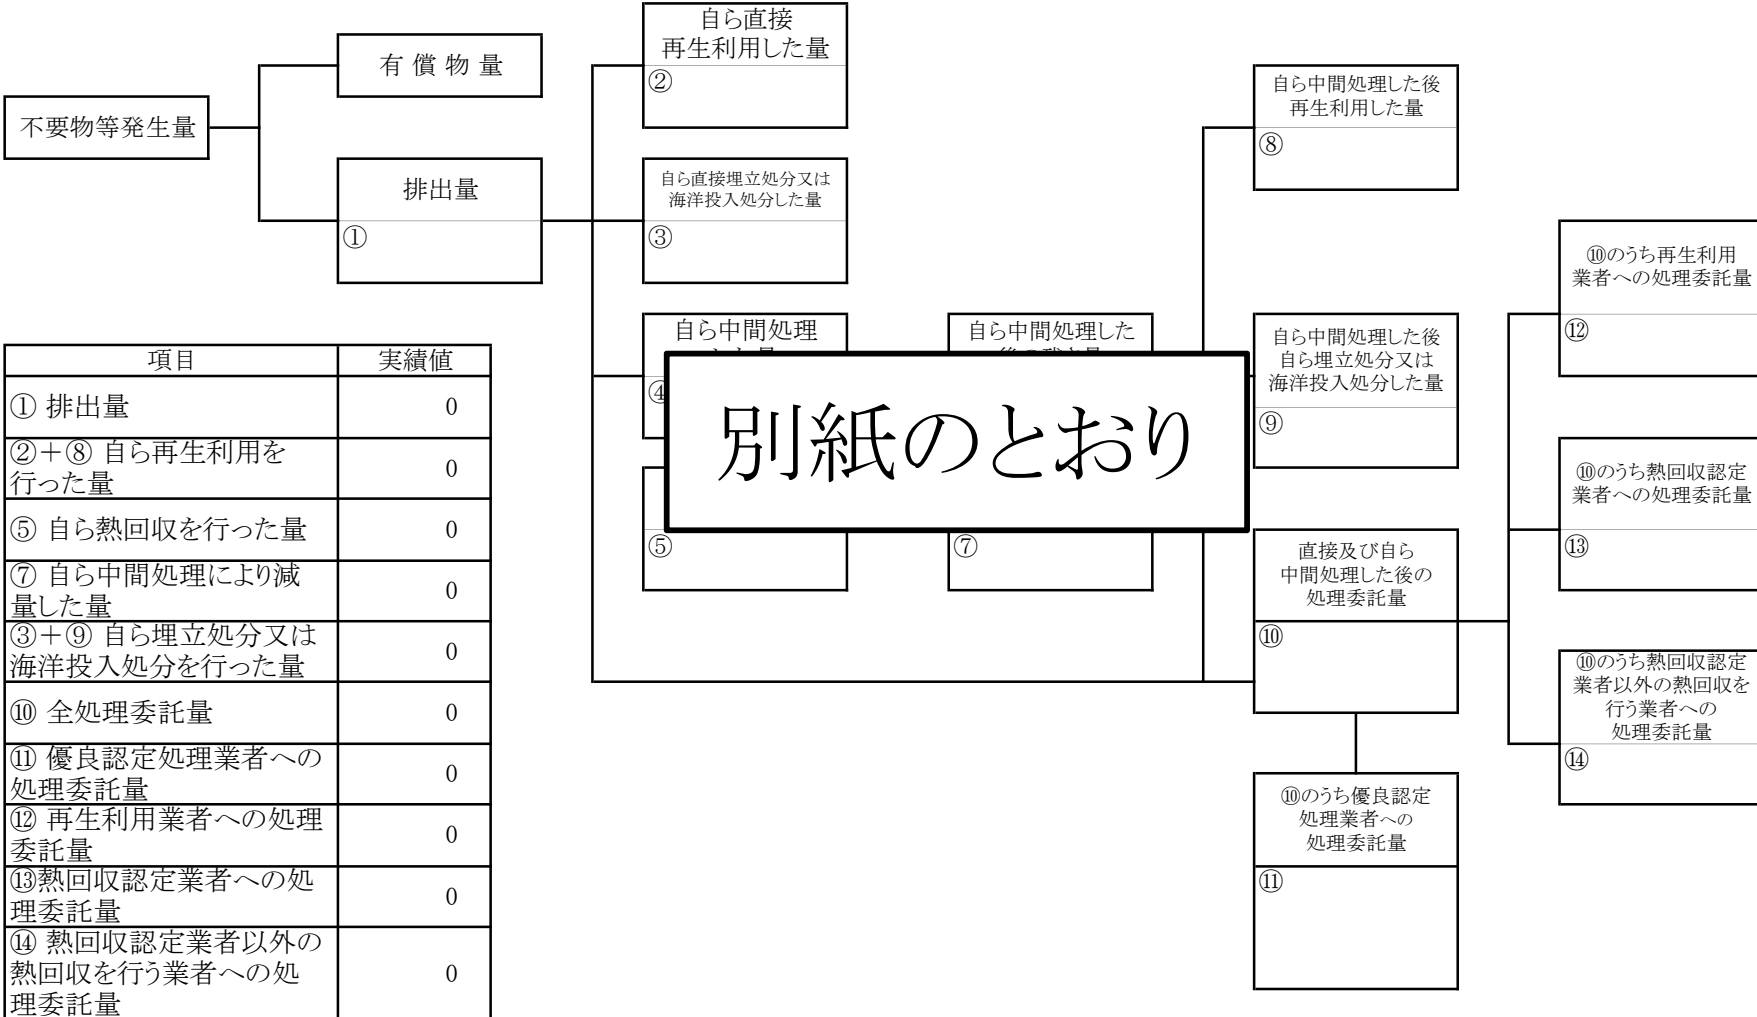 自ら直接
再生利用した量
②
有 償 物 量
不要物等発生量
排出量
①
自ら直接埋立処分又は
海洋投入処分した量
③
自ら中間処理した後
再生利用した量
⑧
⑩のうち再生利用
業者への処理委託量
⑫
自ら中間処理
④
自ら中間処理した
自ら中間処理した後
自ら埋立処分又は
海洋投入処分した量
⑨
別紙のとおり
⑤
⑦
⑩のうち熱回収認定
業者への処理委託量
⑬
直接及び自ら
中間処理した後の
処理委託量
⑩
⑩のうち熱回収認定
業者以外の熱回収を
行う業者への
処理委託量
⑭
⑩のうち優良認定
処理業者への
処理委託量
⑪
項目 実績値
① 排出量 0
②＋⑧ 自ら再生利用を
行った量 0
⑤ 自ら熱回収を行った量 0
⑦ 自ら中間処理により減
量した量 0
③＋⑨ 自ら埋立処分又は
海洋投入処分を行った量 0
⑩ 全処理委託量 0
⑪ 優良認定処理業者への
処理委託量 0
⑫ 再生利用業者への処理
委託量 0
⑬熱回収認定業者への処
理委託量 0
⑭ 熱回収認定業者以外の
熱回収を行う業者への処
理委託量 0